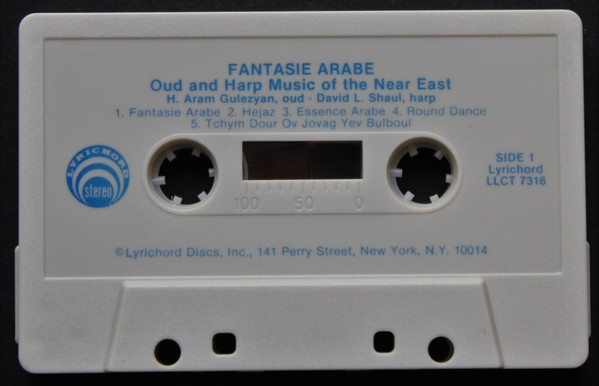 FANTASIE ARABE
Oud and Harp Music of the Near East
H. Aram Gulezyan, oud - David L. Shaul, harp
1. Fantasie Arabe 2. Hejaz 3. Essence Arabe 4. Round Dance
5. Tchym Dour Ov Jovag Yev Bulboul
LYRICHORD
stereo
100 50 0
SIDE 1
Lyrichord
LLCT 7318
©Lyrichord Discs, Inc., 141 Perry Street, New York, N.Y. 10014